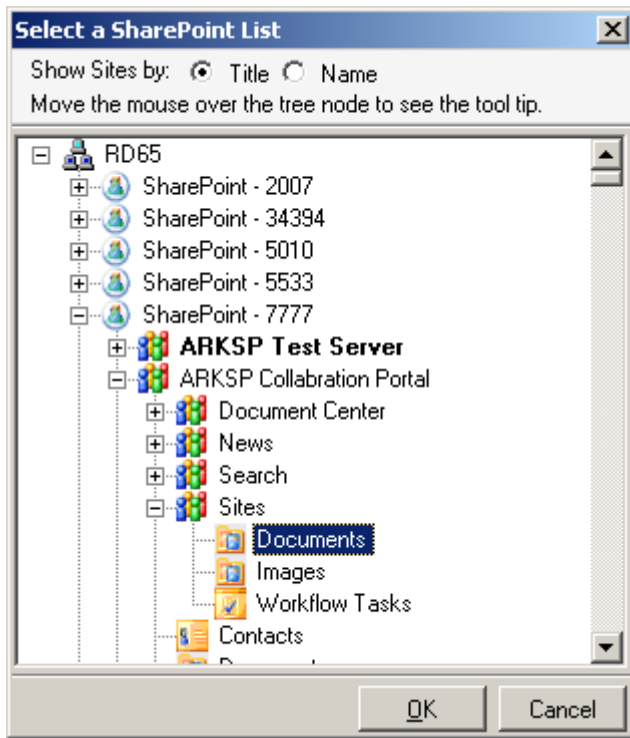 Select a SharePoint List
Show Sites by: Title Name
Move the mouse over the tree node to see the tool tip.
RD65
SharePoint - 2007
SharePoint - 34394
SharePoint - 5010
SharePoint - 5533
SharePoint - 7777
ARKSP Test Server
ARKSP Collabration Portal
Document Center
News
Search
Sites
Documents
Images
Workflow Tasks
Contacts
OK Cancel